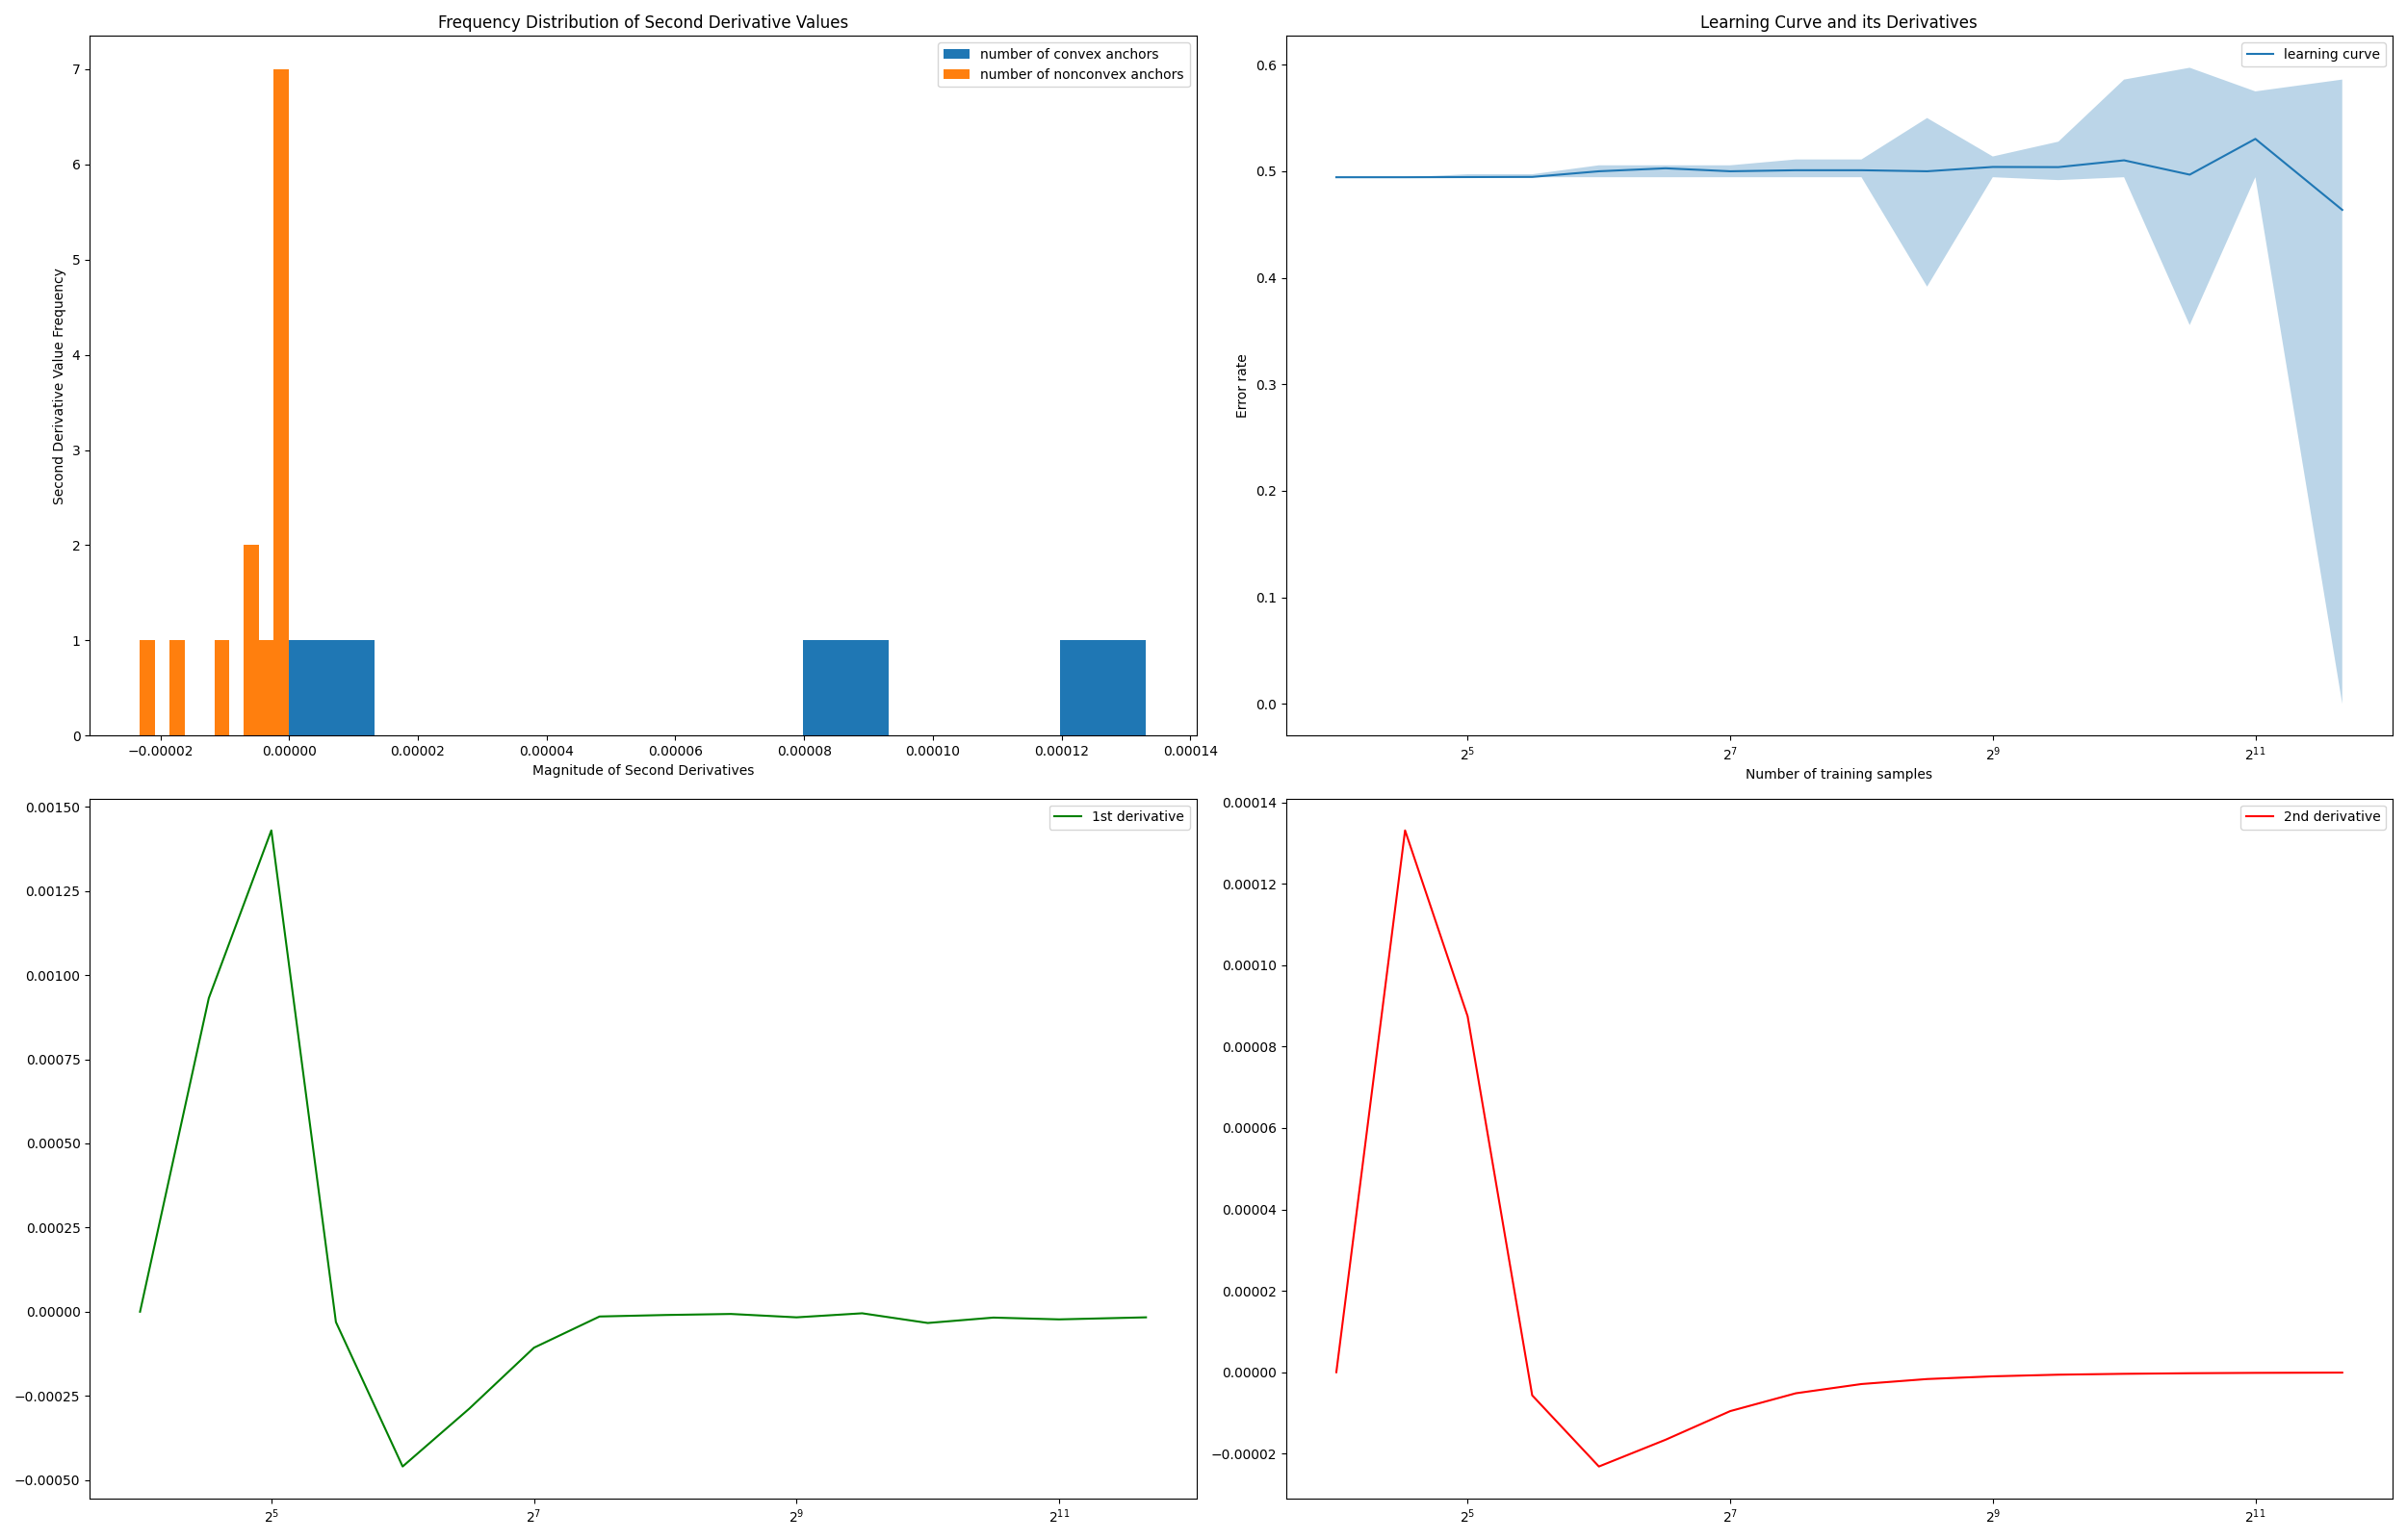 Frequency Distribution of Second Derivative Values
number of convex anchors
number of nonconvex anchors
7
6
5
4
3
2
1
0
Second Derivative Value Frequency
−0.00002 0.00000 0.00002 0.00004 0.00006 0.00008 0.00010 0.00012 0.00014
Magnitude of Second Derivatives
Learning Curve and its Derivatives
learning curve
0.6
0.5
0.4
0.3
0.2
0.1
0.0
Error rate
2^5 2^7 2^9 2^11
Number of training samples
1st derivative
0.00150
0.00125
0.00100
0.00075
0.00050
0.00025
0.00000
−0.00025
−0.00050
2^5 2^7 2^9 2^11
2nd derivative
0.00014
0.00012
0.00010
0.00008
0.00006
0.00004
0.00002
0.00000
−0.00002
2^5 2^7 2^9 2^11